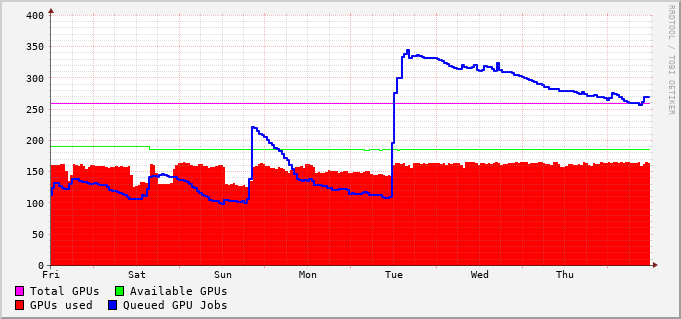 400
350
300
250
200
150
100
50
0
Fri Sat Sun Mon Tue Wed Thu
Total GPUs Available GPUs
GPUs used Queued GPU Jobs
RRDTOOL / TOBI OETIKER